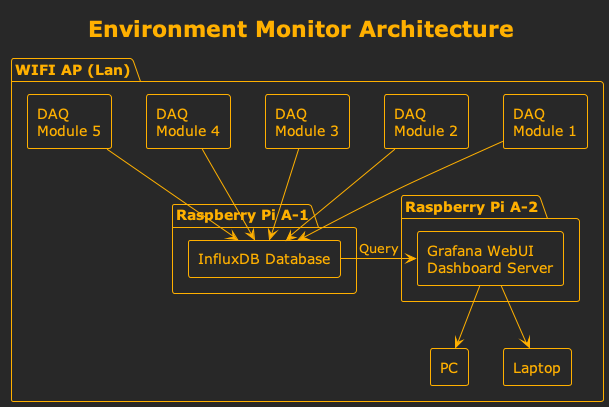 Environment Monitor Architecture
WIFI AP (Lan)
DAQ
Module 5
DAQ
Module 4
DAQ
Module 3
DAQ
Module 2
DAQ
Module 1
Raspberry Pi A-1
InfluxDB Database
Query
Raspberry Pi A-2
Grafana WebUI
Dashboard Server
PC
Laptop